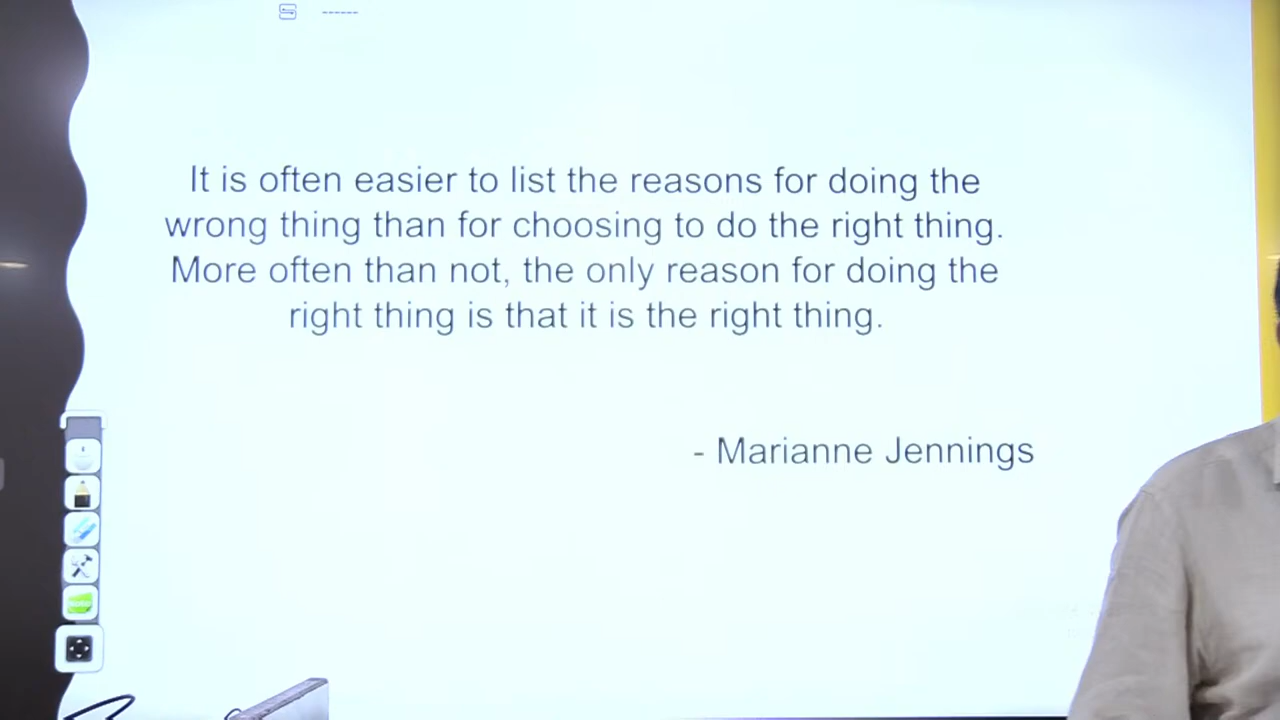 It is often easier to list the reasons for doing the
wrong thing than for choosing to do the right thing.
More often than not, the only reason for doing the
right thing is that it is the right thing.
- Marianne Jennings